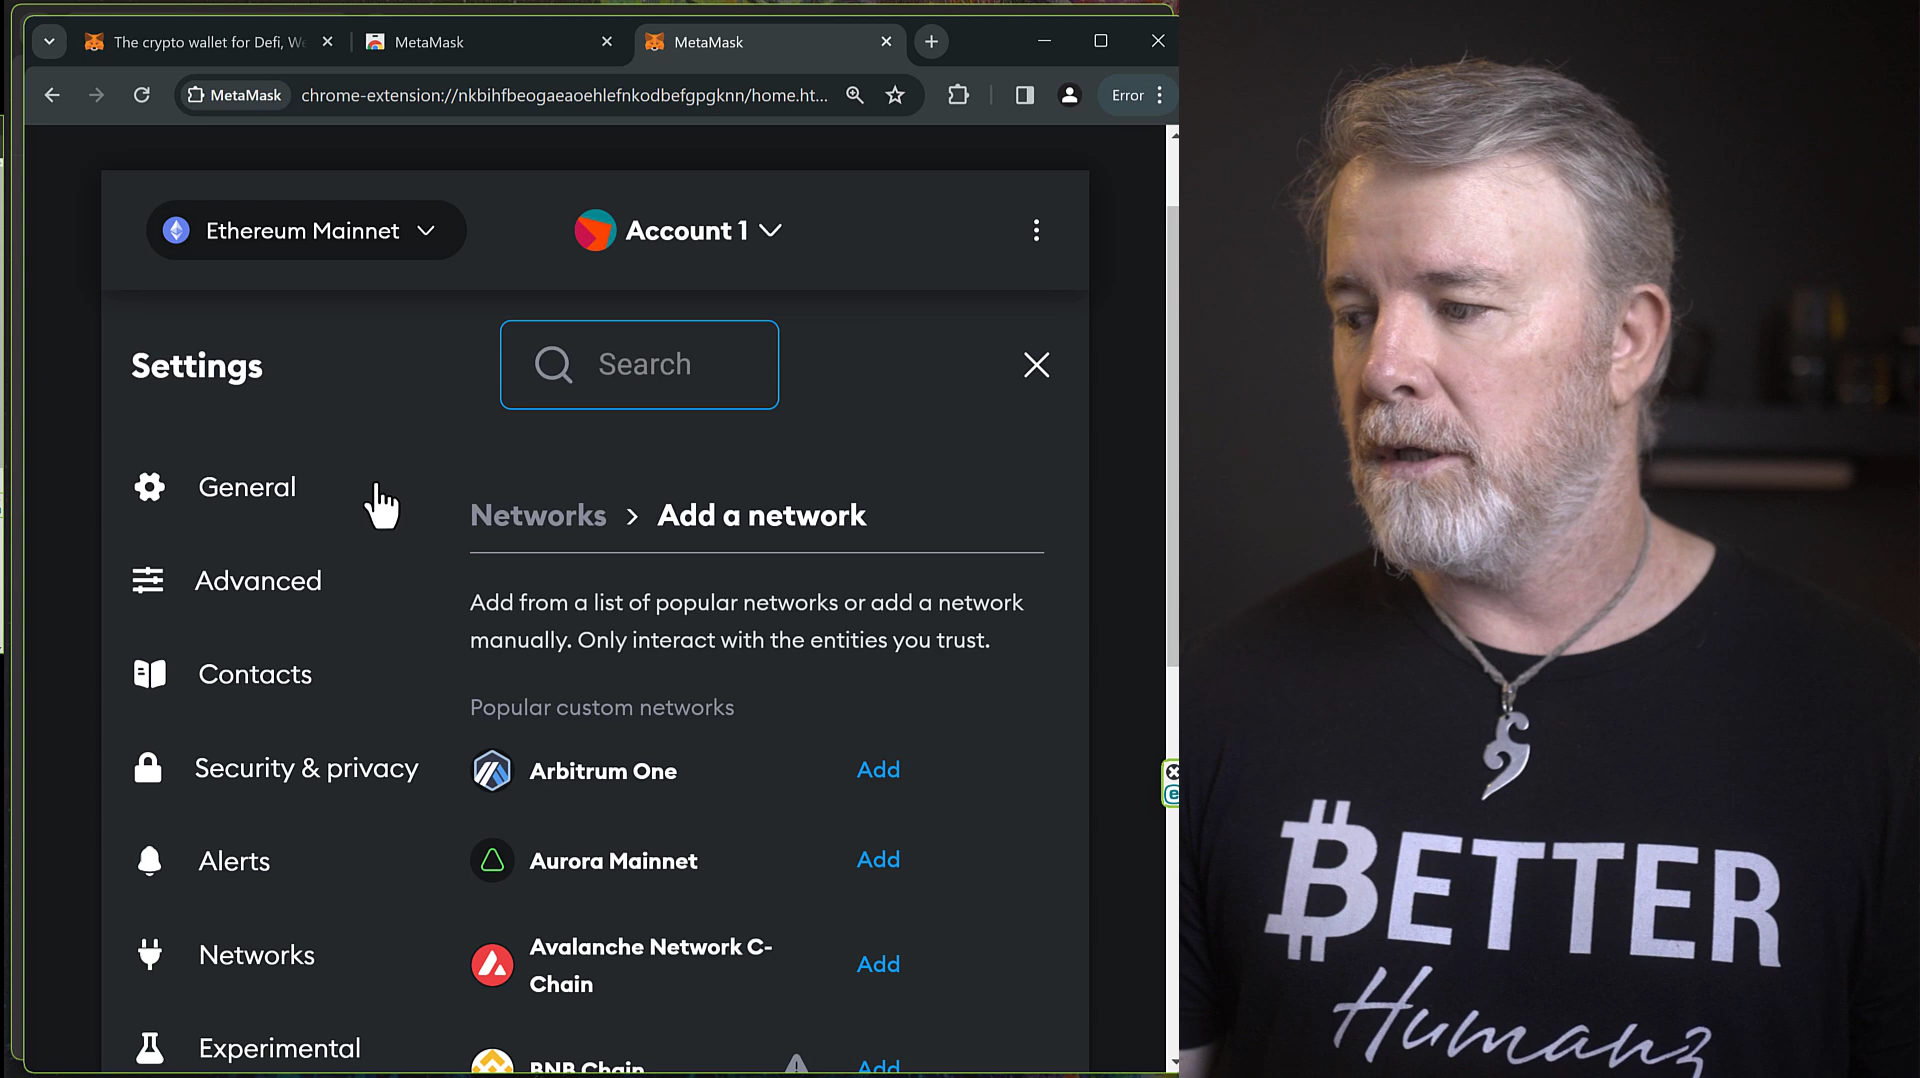 The crypto wallet for Defi, We
MetaMask
MetaMask
MetaMask
chrome-extension://nkbihfbeogaeaoehlefnkodbefgpgknn/home.ht...
Error
Ethereum Mainnet
Account 1
Settings
Search
General
Advanced
Contacts
Security & privacy
Alerts
Networks
Experimental
Networks > Add a network
Add from a list of popular networks or add a network
manually. Only interact with the entities you trust.
Popular custom networks
Arbitrum One Add
Aurora Mainnet Add
Avalanche Network C-
Chain Add
BNB Chain Add
₿ETTER
Humanz